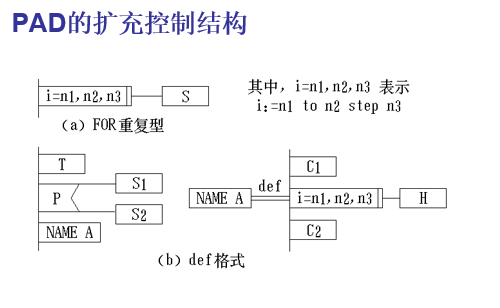 PAD的扩充控制结构
i=n1,n2,n3
S
其中, i=n1,n2,n3 表示
i:=n1 to n2 step n3
(a) FOR重复型
T
P
S1
S2
NAME A
NAME A
def
C1
i=n1,n2,n3
H
C2
(b) def格式